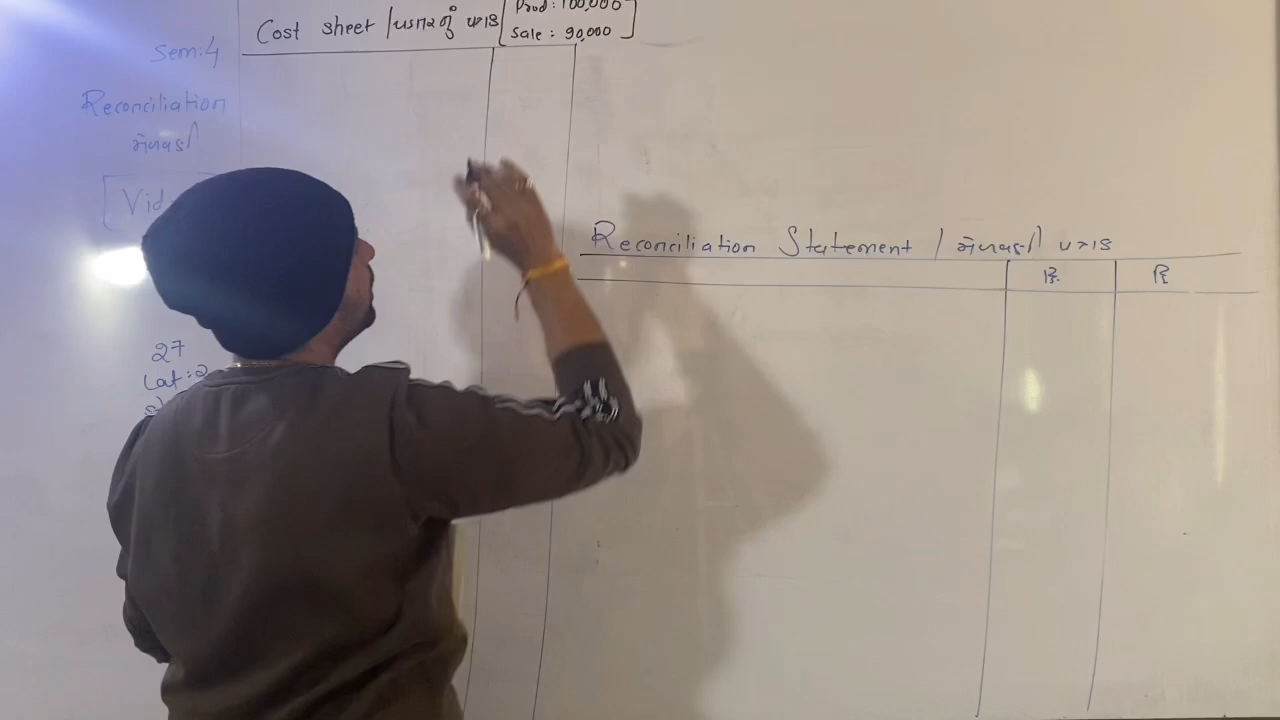 Cost sheet / પડતરનું પત્રક
Prod: 100,000
Sale: 90,000
Sem: 4
Reconciliation
મેળવણી
[Vid
Reconciliation Statement / મેળવણી પત્રક
રૂ. રૂ.
27